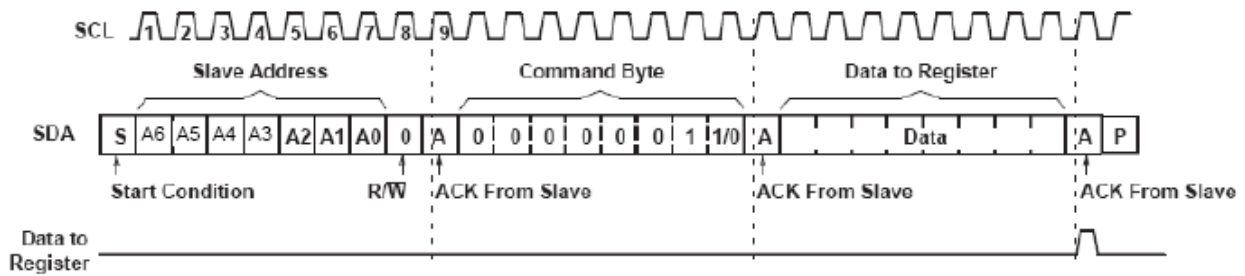 SCL 1 2 3 4 5 6 7 8 9
Slave Address Command Byte Data to Register
SDA S A6 A5 A4 A3 A2 A1 A0 0 A 0 0 0 0 0 0 1 1/0 A Data A P
Start Condition R/W̅ ACK From Slave ACK From Slave ACK From Slave
Data to
Register